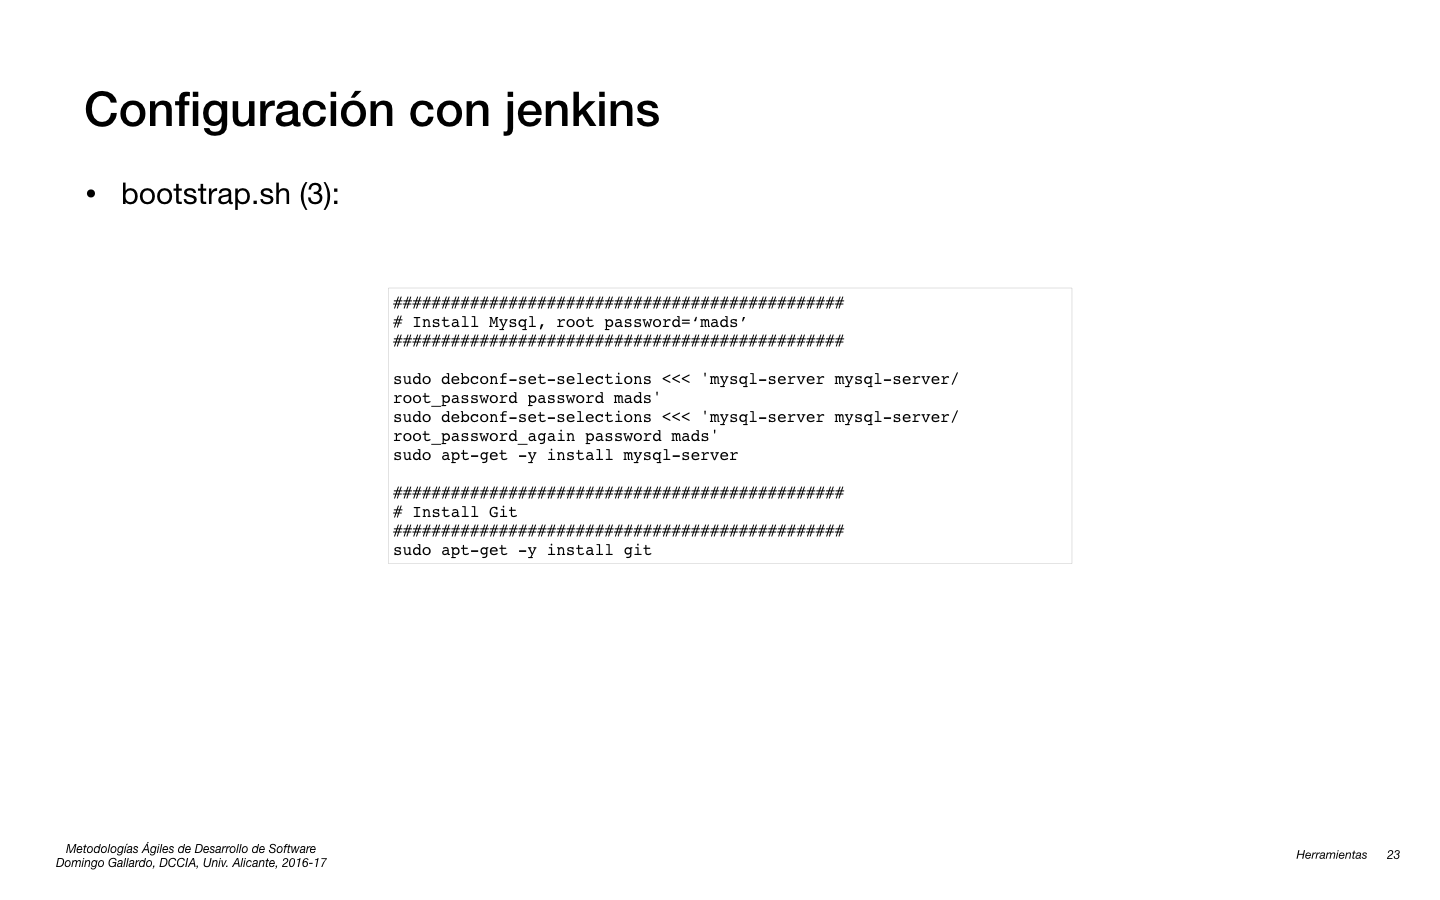 Configuración con jenkins
• bootstrap.sh (3):
###############################################
# Install Mysql, root password=‘mads’
###############################################
sudo debconf-set-selections <<< 'mysql-server mysql-server/
root_password password mads'
sudo debconf-set-selections <<< 'mysql-server mysql-server/
root_password_again password mads'
sudo apt-get -y install mysql-server
###############################################
# Install Git
###############################################
sudo apt-get -y install git
Metodologías Ágiles de Desarrollo de Software
Domingo Gallardo, DCCIA, Univ. Alicante, 2016-17
Herramientas 23